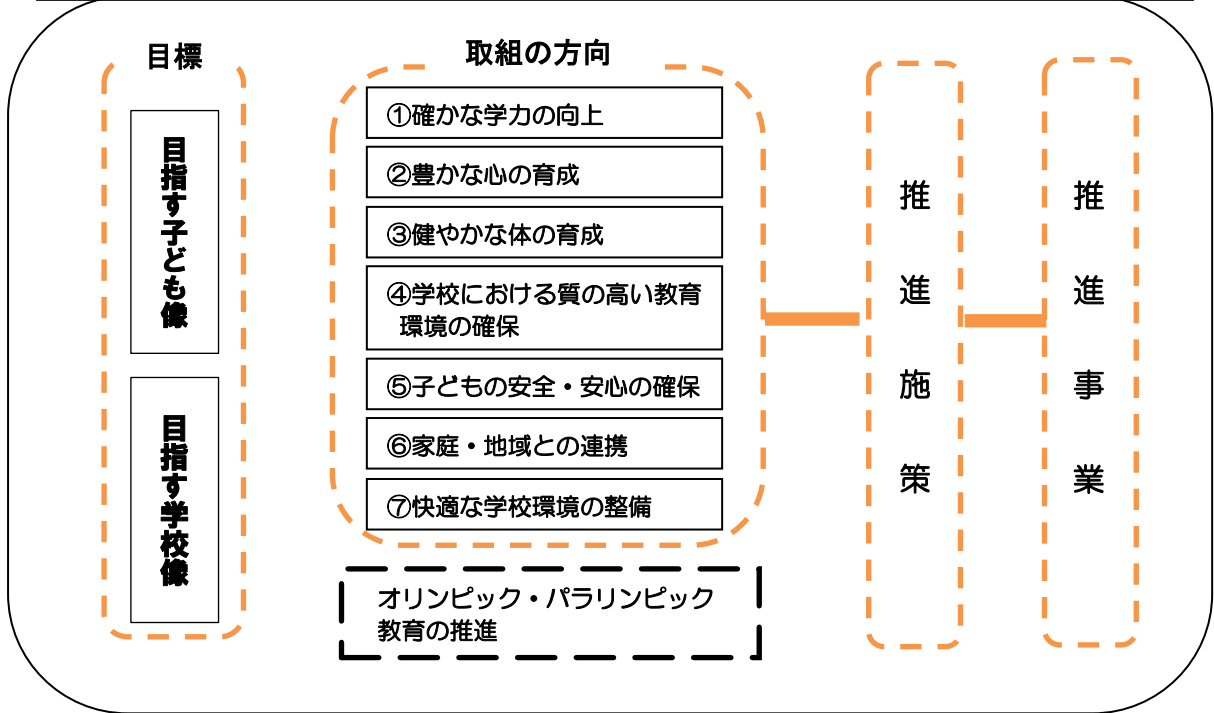 目標
目指す子ども像
目指す学校像
取組の方向
①確かな学力の向上
②豊かな心の育成
③健やかな体の育成
④学校における質の高い教育
環境の確保
⑤子どもの安全・安心の確保
⑥家庭・地域との連携
⑦快適な学校環境の整備
オリンピック・パラリンピック
教育の推進
推進施策
推進事業